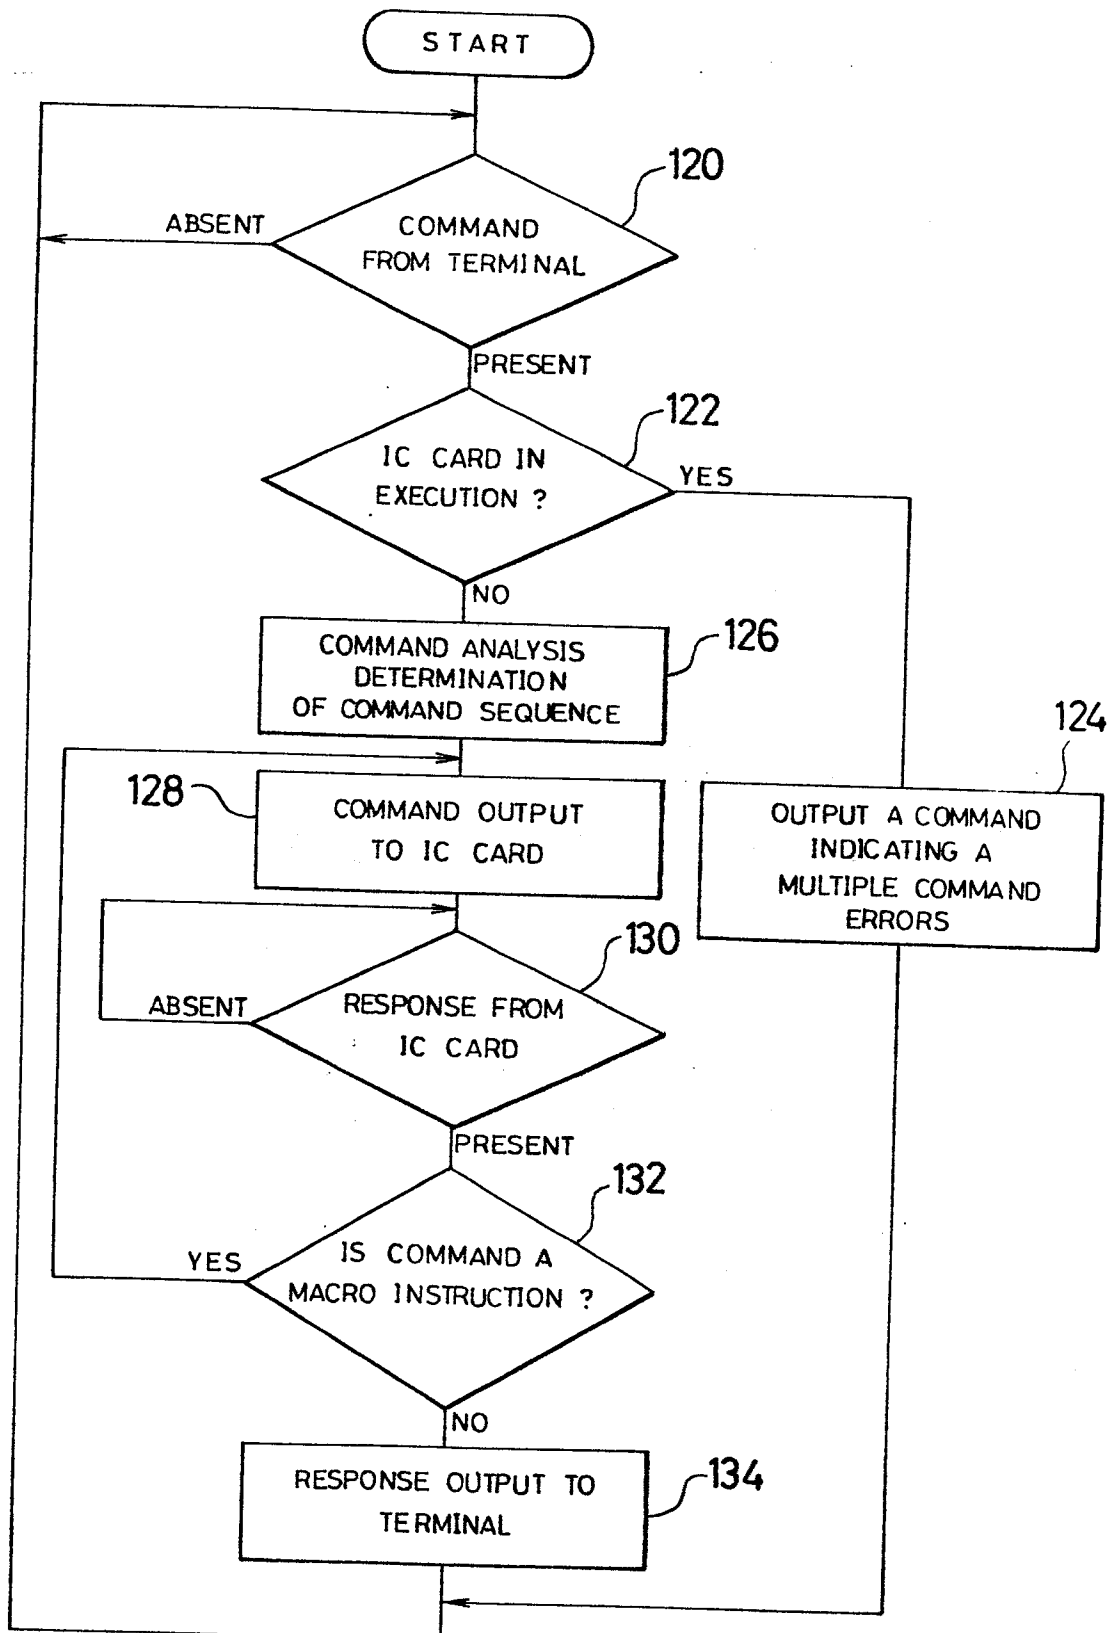 START
120
COMMAND
FROM TERMINAL
ABSENT
PRESENT
122
IC CARD IN
EXECUTION ?
YES
NO
126
COMMAND ANALYSIS
DETERMINATION
OF COMMAND SEQUENCE
124
128
COMMAND OUTPUT
TO IC CARD
OUTPUT A COMMAND
INDICATING A
MULTIPLE COMMAND
ERRORS
130
ABSENT
RESPONSE FROM
IC CARD
PRESENT
132
YES
IS COMMAND A
MACRO INSTRUCTION ?
NO
134
RESPONSE OUTPUT TO
TERMINAL